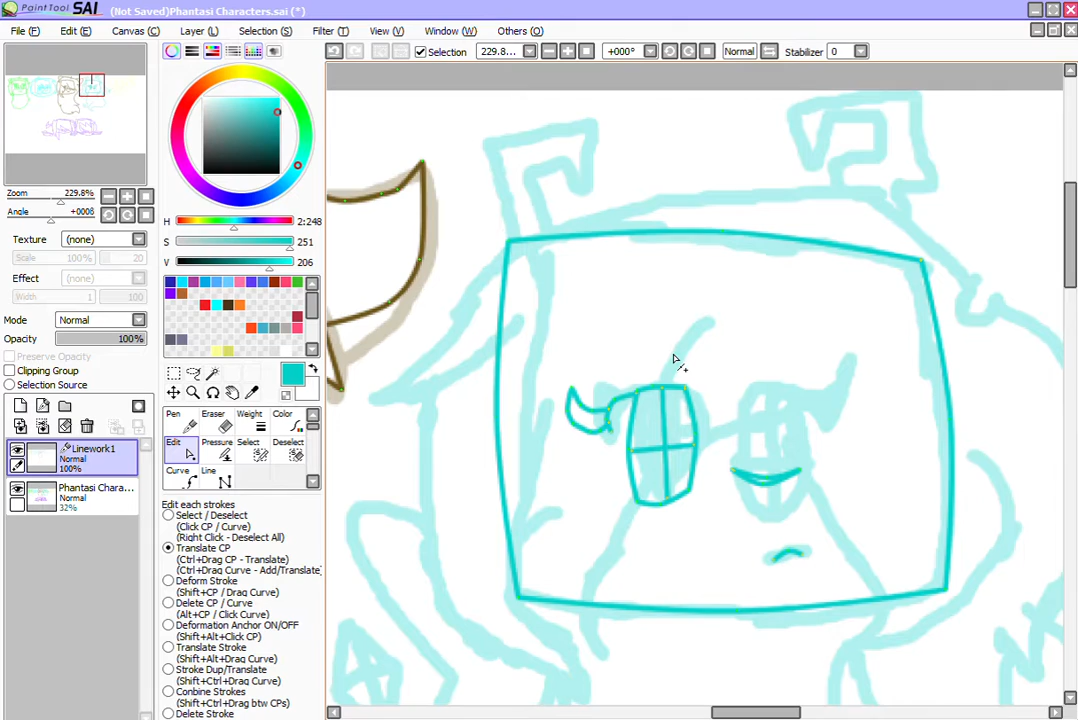 PaintTool SAI (Not Saved)Phantasi Characters.sai (*)
File (F) Edit (E) Canvas (C) Layer (L) Selection (S) Filter (T) View (V) Window (W) Others (O)
Selection 229.8... +000° Normal Stabilizer 0
Zoom 229.8%
Angle +000θ
Texture (none)
Scale 100% 20
Effect (none)
Width 1 100
Mode Normal
Opacity 100%
Preserve Opacity
Clipping Group
Selection Source
Linework1
Normal
100%
Phantasi Chara...
Normal
32%
H 2:248
S 251
V 206
Pen Eraser Weight Color
Edit Pressure Select Deselect
Curve Line
Edit each strokes
Select / Deselect
(Click CP / Curve)
(Right Click - Deselect All)
Translate CP
(Ctrl+Drag CP - Translate)
(Ctrl+Drag Curve - Add/Translate)
Deform Stroke
(Shift+CP / Drag Curve)
Delete CP / Curve
(Alt+CP / Click Curve)
Deformation Anchor ON/OFF
(Shift+Alt+Click CP)
Translate Stroke
(Shift+Alt+Drag Curve)
Stroke Dup/Translate
(Shift+Ctrl+Drag Curve)
Conbine Strokes
(Shift+Ctrl+Drag btw CPs)
Delete Stroke